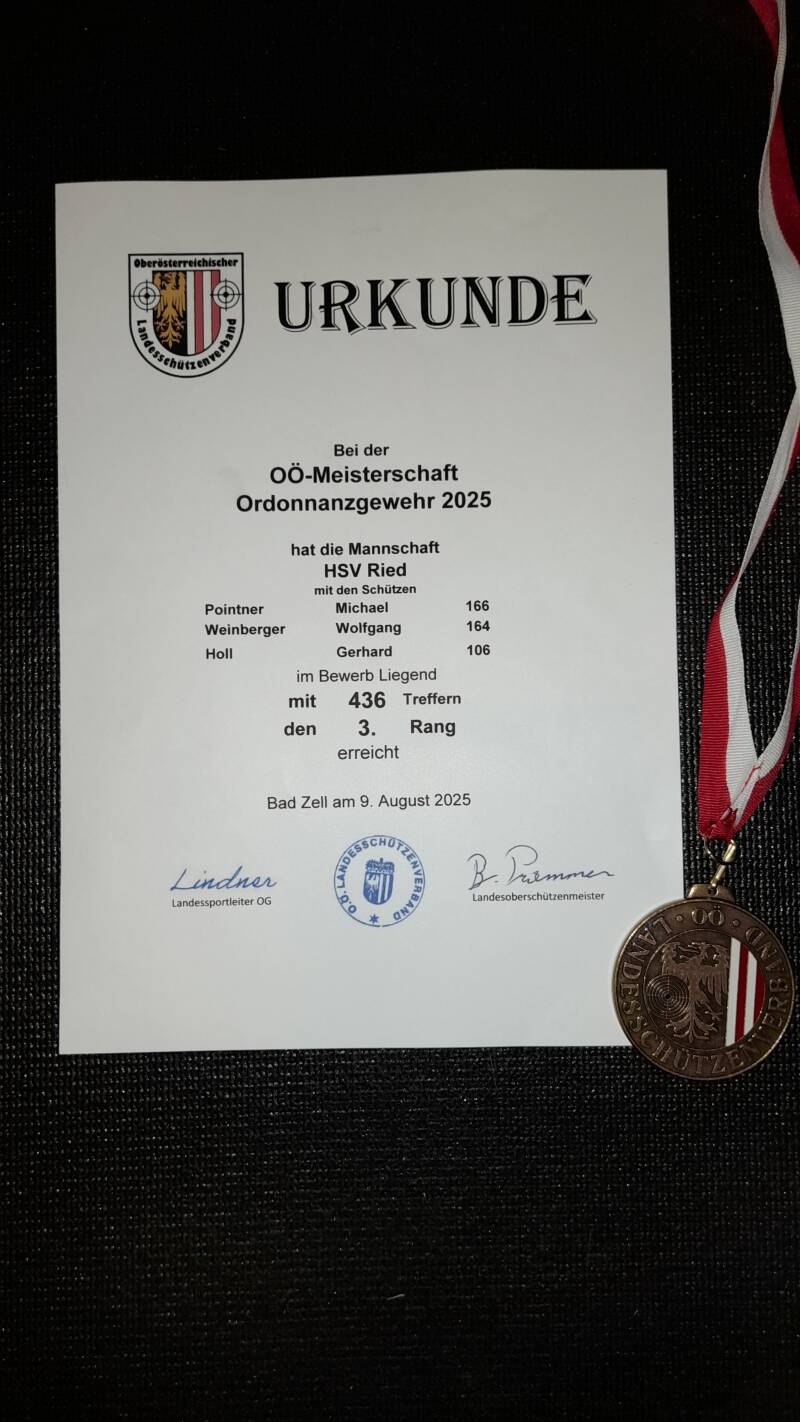 Oberösterreichischer
Landesschützenverband
URKUNDE
Bei der
OÖ-Meisterschaft
Ordonnanzgewehr 2025
hat die Mannschaft
HSV Ried
mit den Schützen
Pointner Michael 166
Weinberger Wolfgang 164
Holl Gerhard 106
im Bewerb Liegend
mit 436 Treffern
den 3. Rang
erreicht
Bad Zell am 9. August 2025
Lindner
Landessportleiter OG
O.Ö. LANDESSCHÜTZENVERBAND
B.
Landesoberschützenmeister
OÖ
LANDESSCHÜTZENVERBAND